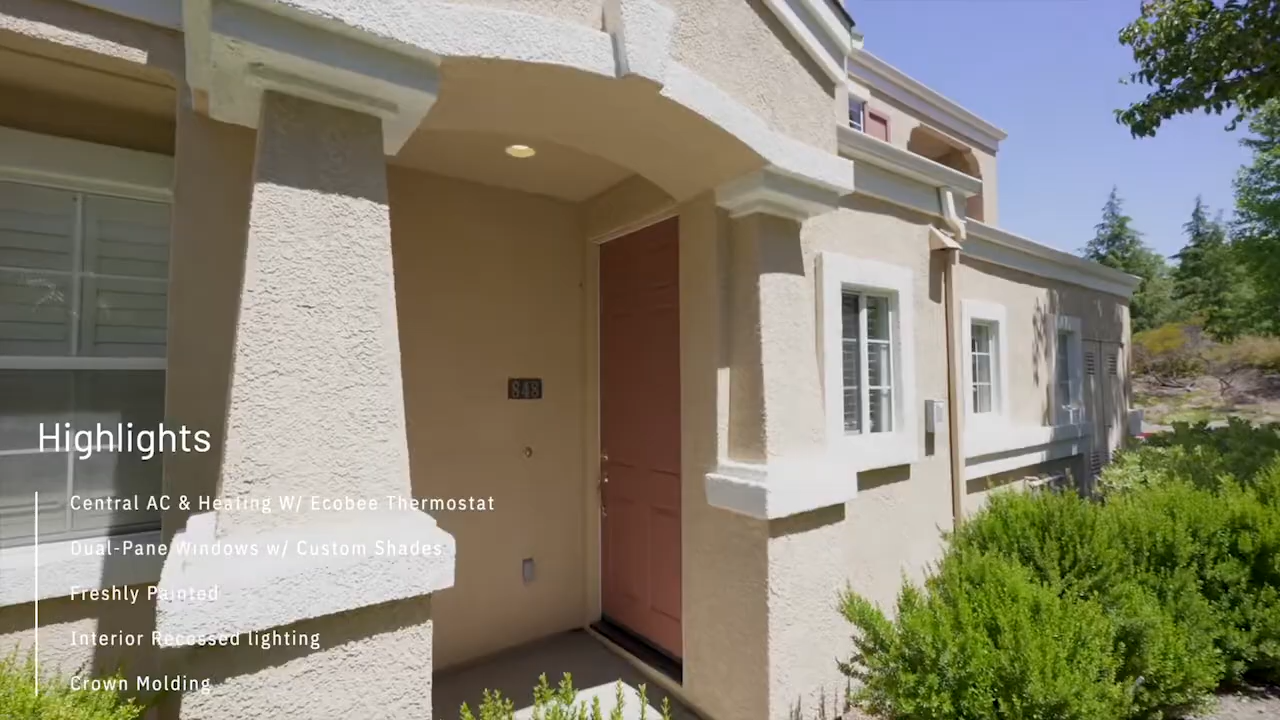 848
Highlights
Central AC & Heating W/ Ecobee Thermostat
Dual-Pane Windows w/ Custom Shades
Freshly Painted
Interior Recessed lighting
Crown Molding